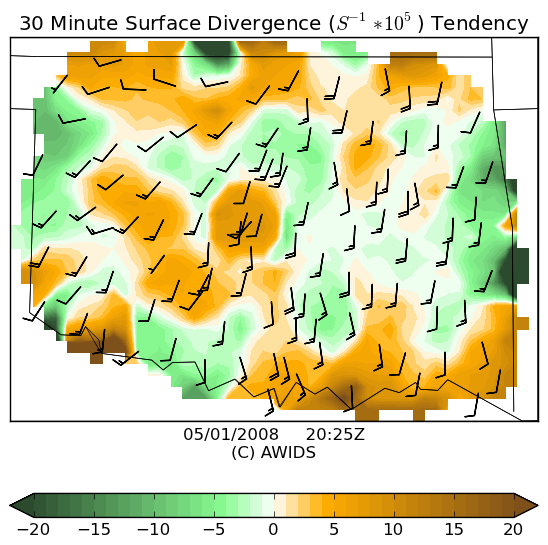 30 Minute Surface Divergence (S⁻¹ *10⁵ ) Tendency
05/01/2008 20:25Z
(C) AWIDS
−20 −15 −10 −5 0 5 10 15 20